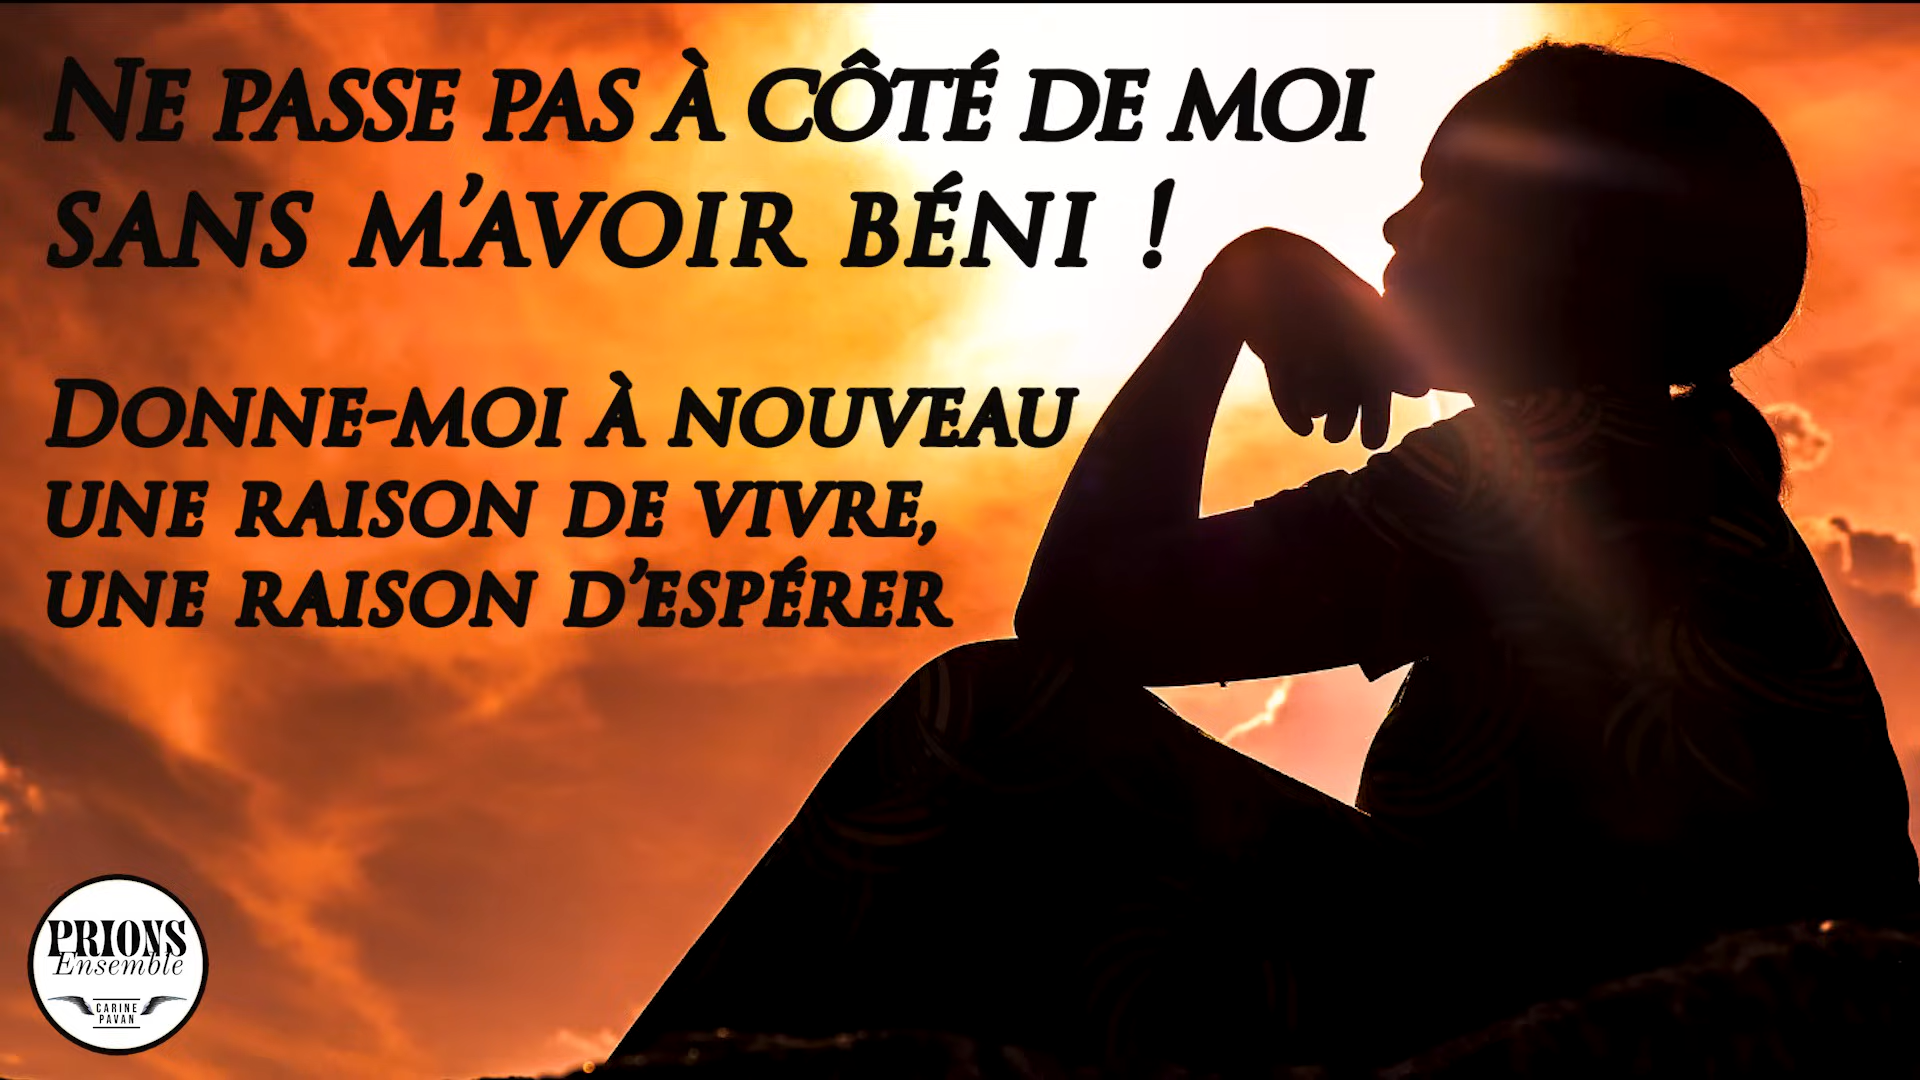 Ne passe pas à côté de moi
sans m'avoir béni !
Donne-moi à nouveau
une raison de vivre,
une raison d'espérer
PRIONS
Ensemble
CARINE
PAVAN